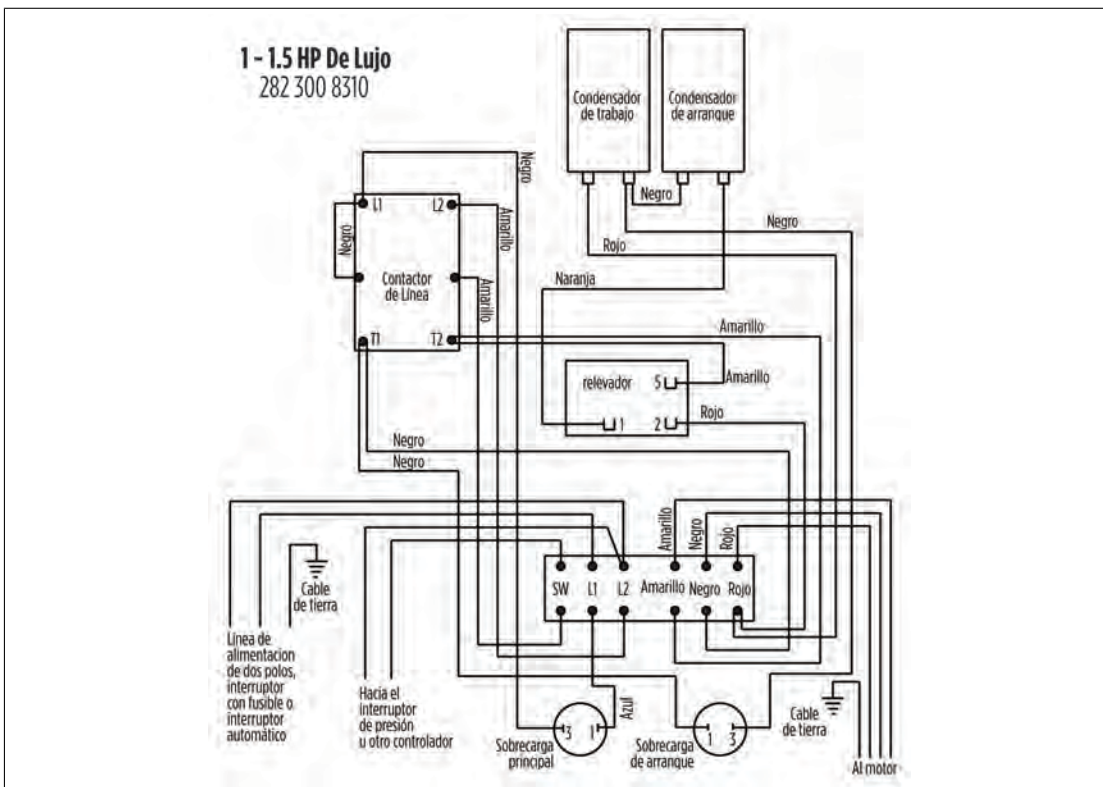 1 - 1.5 HP De Lujo
282 300 8310
Condensador
de trabajo
Condensador
de arranque
Negro
Negro
Negro
Rojo
L1
L2
Negro
Amarillo
Contactor
de Línea
Amarillo
Naranja
T1
T2
Amarillo
relevador
5
Amarillo
1
2
Rojo
Negro
Negro
Amarillo
Negro
Rojo
SW
L1
L2
Amarillo
Negro
Rojo
Cable
de tierra
Línea de
alimentacion
de dos polos,
interruptor
con fusible o
interruptor
automático
Hacia el
interruptor
de presión
u otro controlador
Azul
3
1
Sobrecarga
principal
1
3
Sobrecarga
de arranque
Cable
de tierra
Al motor